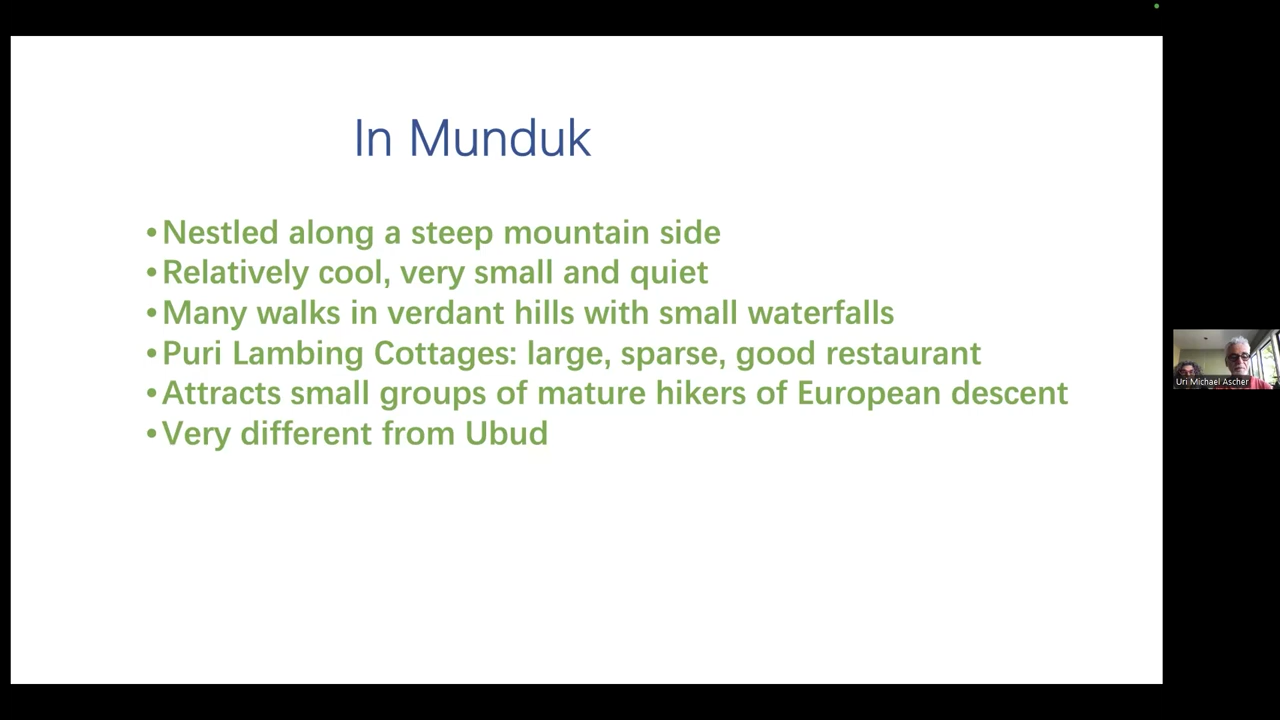 In Munduk
•Nestled along a steep mountain side
•Relatively cool, very small and quiet
•Many walks in verdant hills with small waterfalls
•Puri Lambing Cottages: large, sparse, good restaurant
•Attracts small groups of mature hikers of European descent
•Very different from Ubud
Uri Michael Ascher